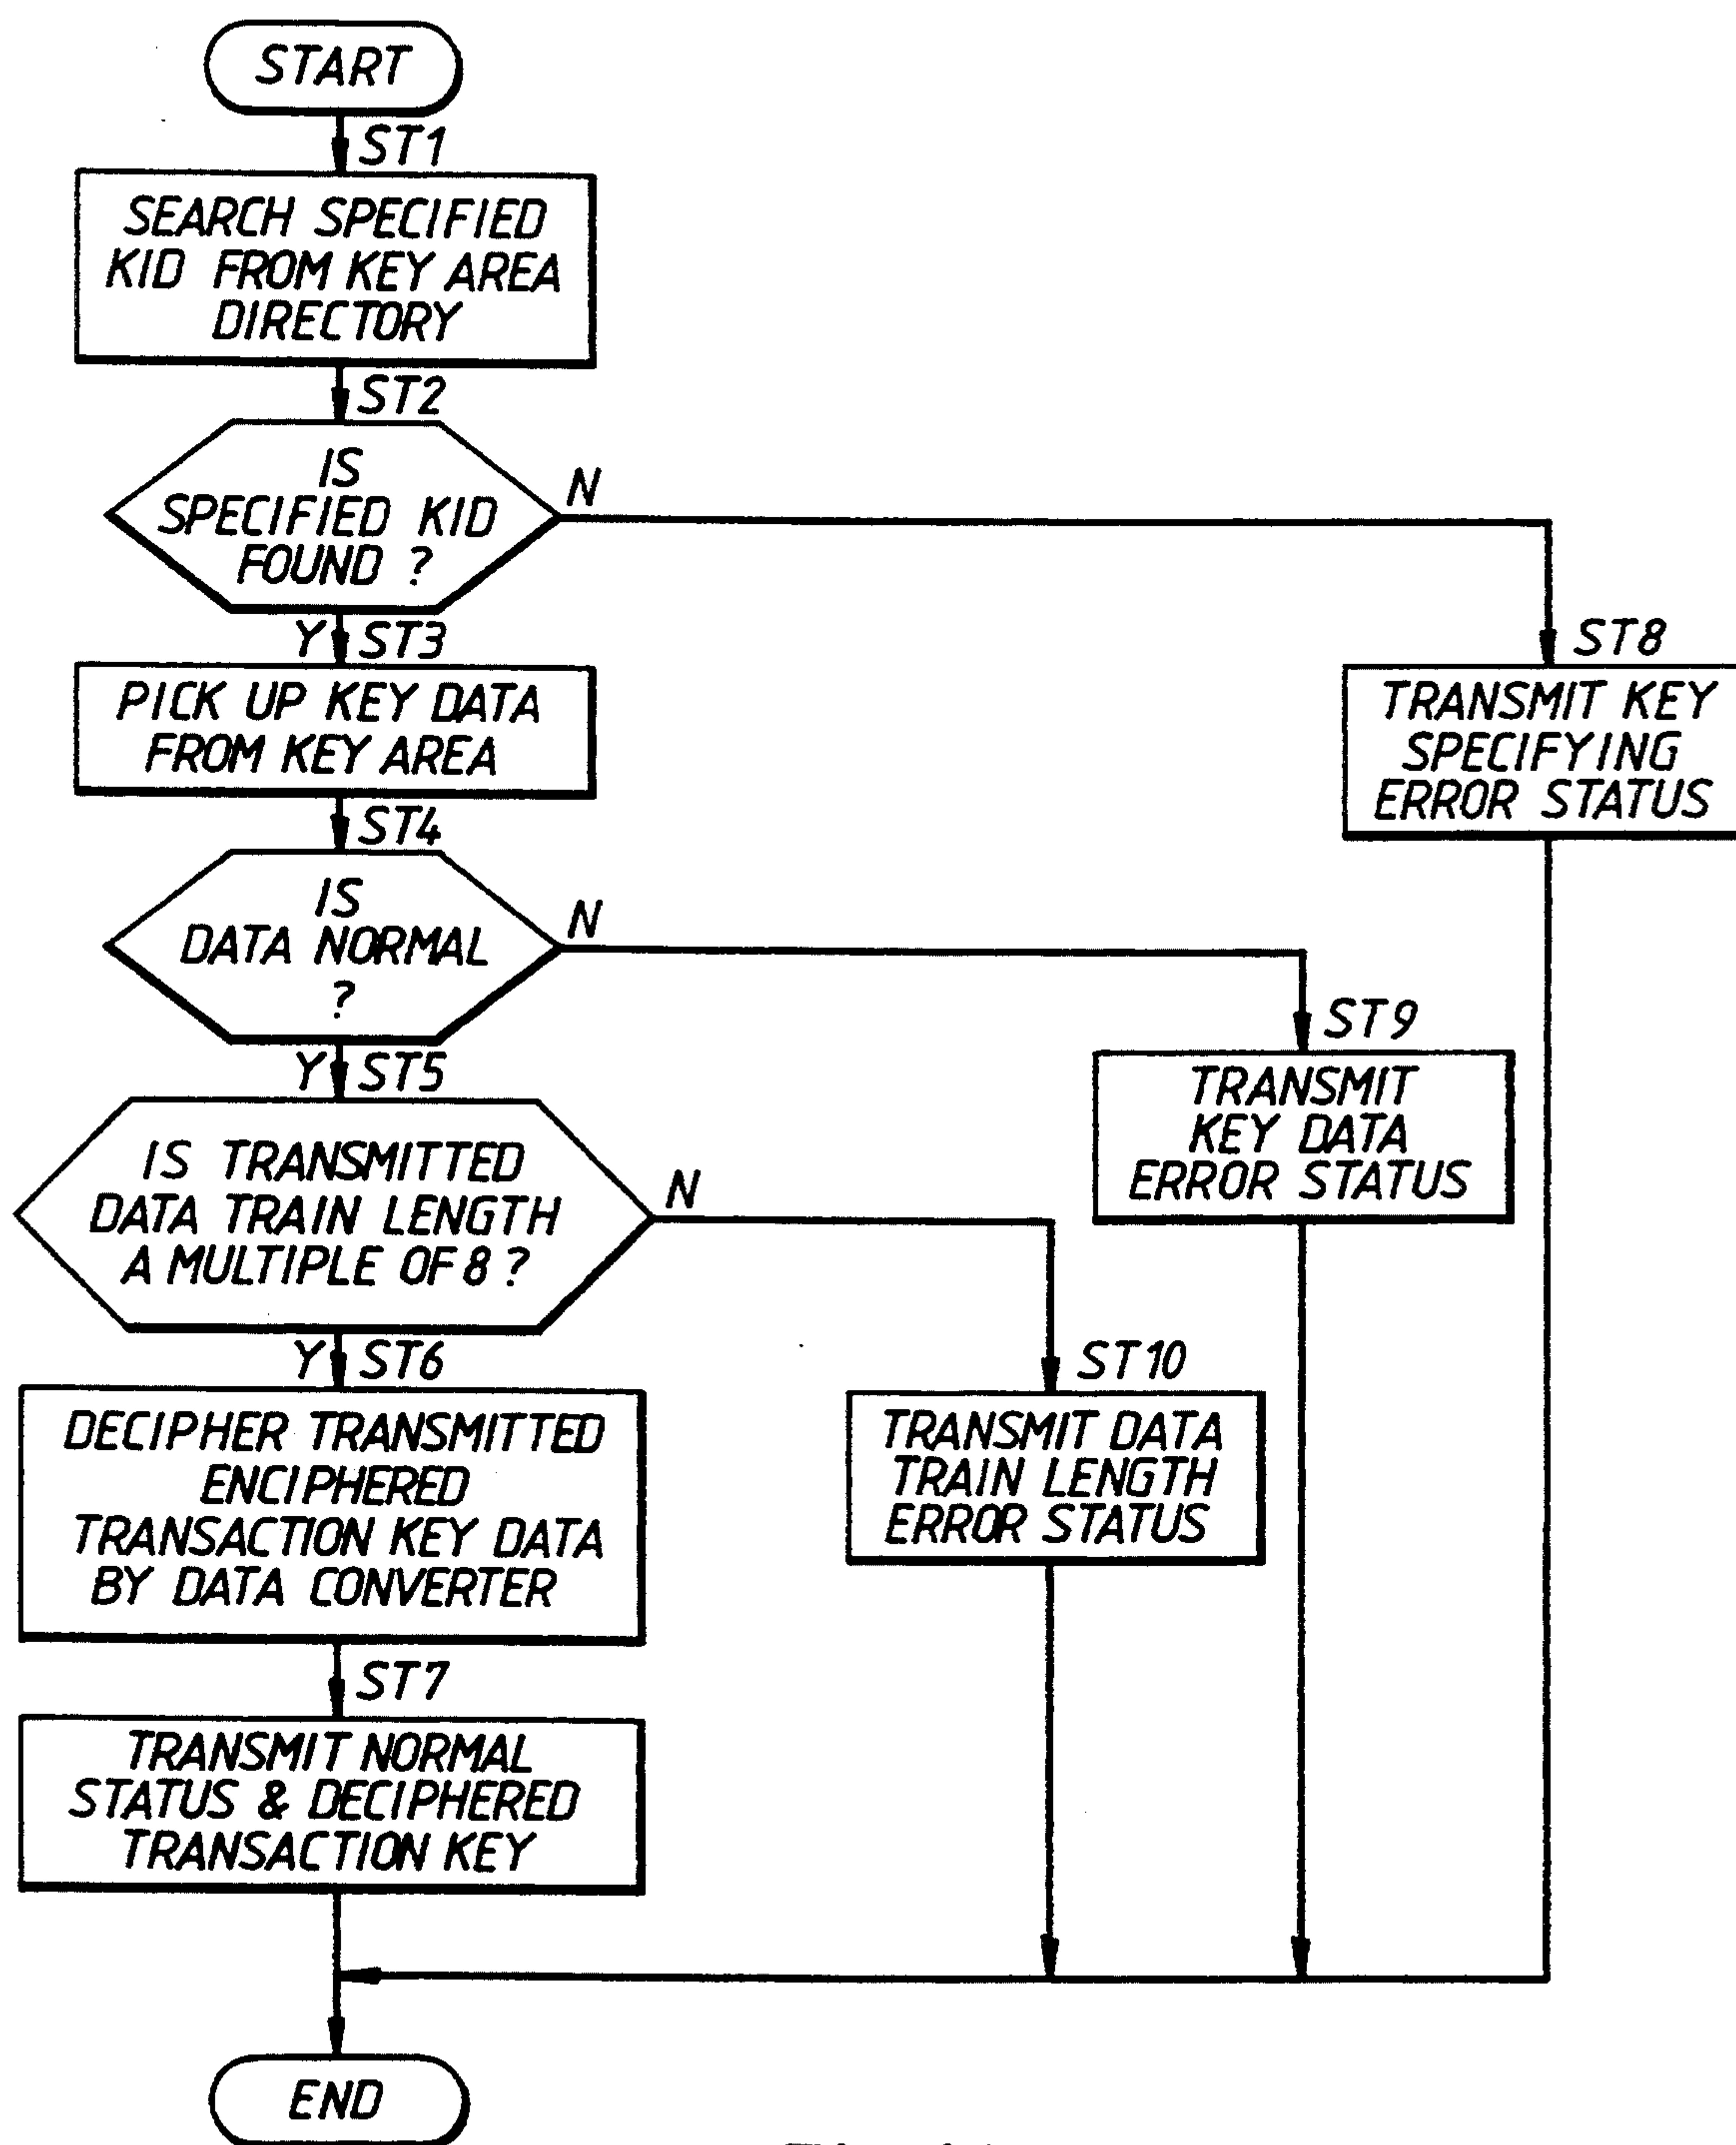 START
ST1
SEARCH SPECIFIED
KID FROM KEY AREA
DIRECTORY
ST2
IS
SPECIFIED KID
FOUND ?
N
Y ST3
PICK UP KEY DATA
FROM KEY AREA
ST4
IS
DATA NORMAL
?
N
Y ST5
IS TRANSMITTED
DATA TRAIN LENGTH
A MULTIPLE OF 8 ?
N
Y ST6
DECIPHER TRANSMITTED
ENCIPHERED
TRANSACTION KEY DATA
BY DATA CONVERTER
ST7
TRANSMIT NORMAL
STATUS & DECIPHERED
TRANSACTION KEY
ST8
TRANSMIT KEY
SPECIFYING
ERROR STATUS
ST9
TRANSMIT
KEY DATA
ERROR STATUS
ST10
TRANSMIT DATA
TRAIN LENGTH
ERROR STATUS
END